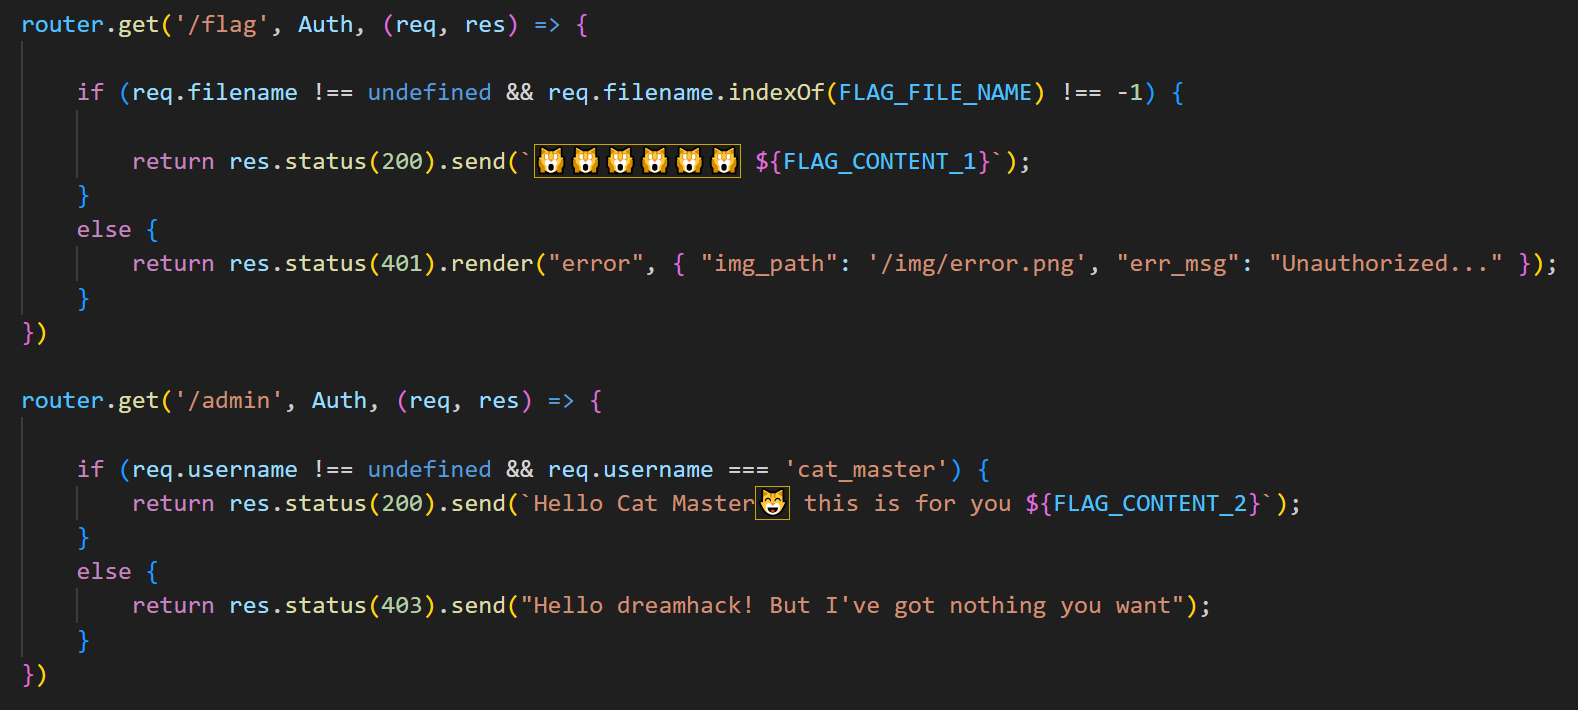 router.get('/flag', Auth, (req, res) => {
if (req.filename !== undefined && req.filename.indexOf(FLAG_FILE_NAME) !== -1) {
return res.status(200).send(`🙀🙀🙀🙀🙀🙀 ${FLAG_CONTENT_1}`);
}
else {
return res.status(401).render("error", { "img_path": '/img/error.png', "err_msg": "Unauthorized..." });
}
})
router.get('/admin', Auth, (req, res) => {
if (req.username !== undefined && req.username === 'cat_master') {
return res.status(200).send(`Hello Cat Master😸 this is for you ${FLAG_CONTENT_2}`);
}
else {
return res.status(403).send("Hello dreamhack! But I've got nothing you want");
}
})